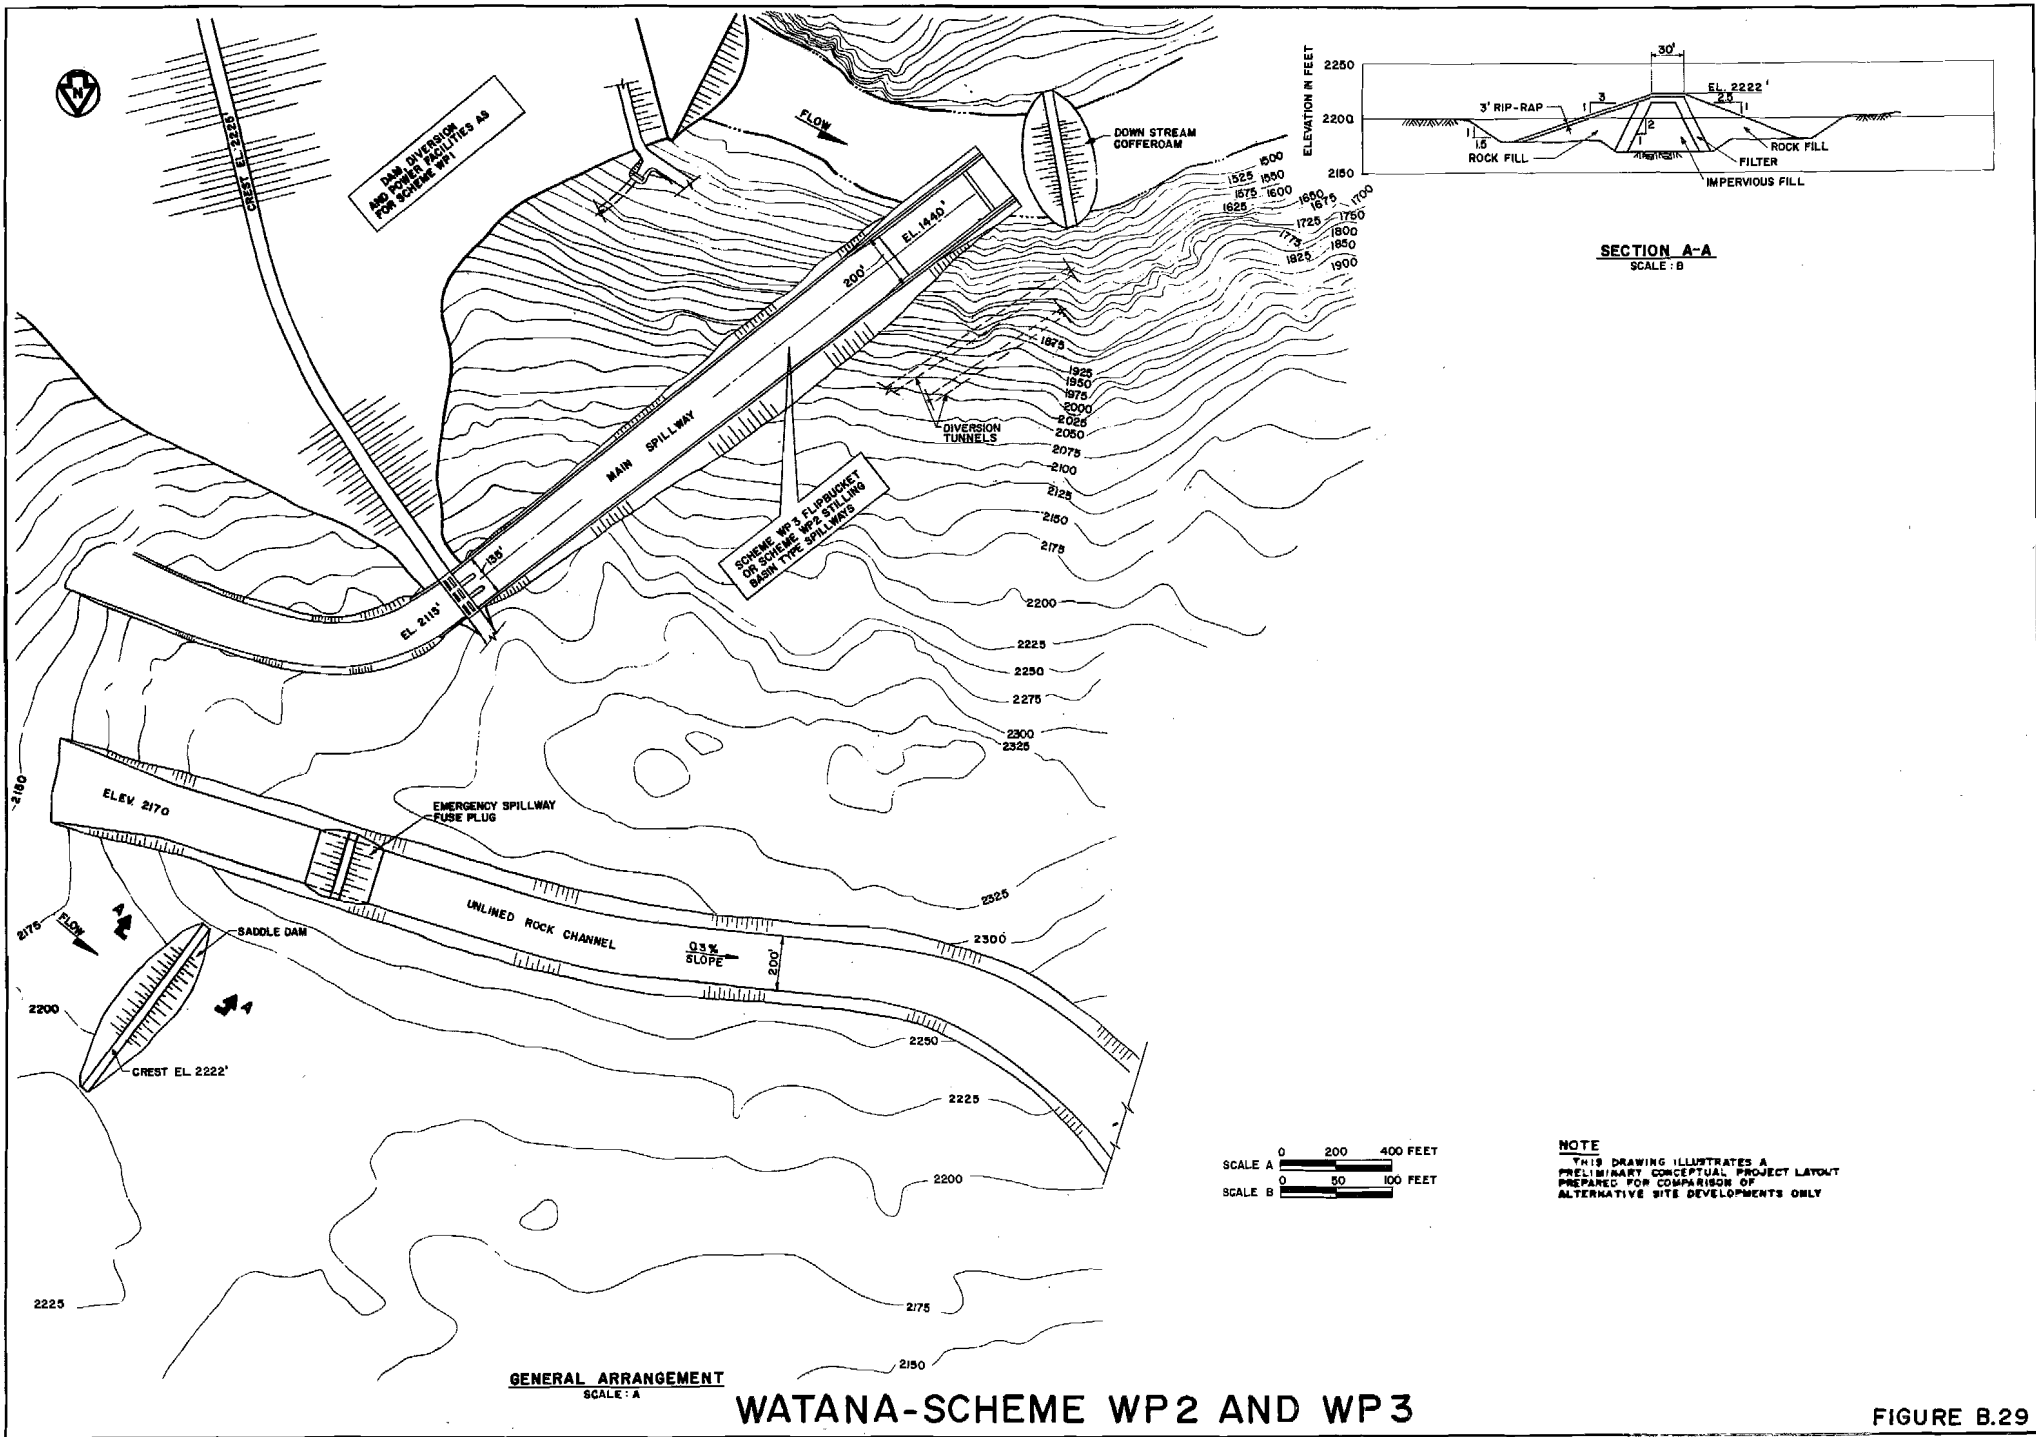 N
CREST EL. 2225'
DAM, DIVERSION
AND POWER FACILITIES AS
FOR SCHEME WP1
FLOW
DOWN STREAM
COFFERDAM
1500
1525 1550
1575 1600
1625
1650
1675
1700
1725
1750
1775
1800
1825
1850
1900
EL. 1440'
200'
1875
1925
1950
1975
2000
2025
2050
2075
2100
2125
2150
2175
DIVERSION
TUNNELS
MAIN SPILLWAY
SCHEME WP3 FLIPBUCKET
OR SCHEME WP2 STILLING
BASIN TYPE SPILLWAYS
135'
EL. 2115'
2200
2225
2250
2275
2300
2325
2150
ELEV. 2170
EMERGENCY SPILLWAY
FUSE PLUG
UNLINED ROCK CHANNEL
0.3%
SLOPE
200'
2325
2300
2175
FLOW
A
SADDLE DAM
A
2200
CREST EL. 2222'
2250
2225
2200
2225
2175
2150
GENERAL ARRANGEMENT
SCALE : A
ELEVATION IN FEET
2250
2200
2150
30'
EL. 2222'
3' RIP-RAP
1
3
2.5
1
1
1.5
2
1
ROCK FILL
ROCK FILL
FILTER
IMPERVIOUS FILL
SECTION A-A
SCALE : B
SCALE A
0 200 400 FEET
SCALE B
0 50 100 FEET
NOTE
THIS DRAWING ILLUSTRATES A
PRELIMINARY CONCEPTUAL PROJECT LAYOUT
PREPARED FOR COMPARISON OF
ALTERNATIVE SITE DEVELOPMENTS ONLY
WATANA-SCHEME WP2 AND WP3
FIGURE B.29